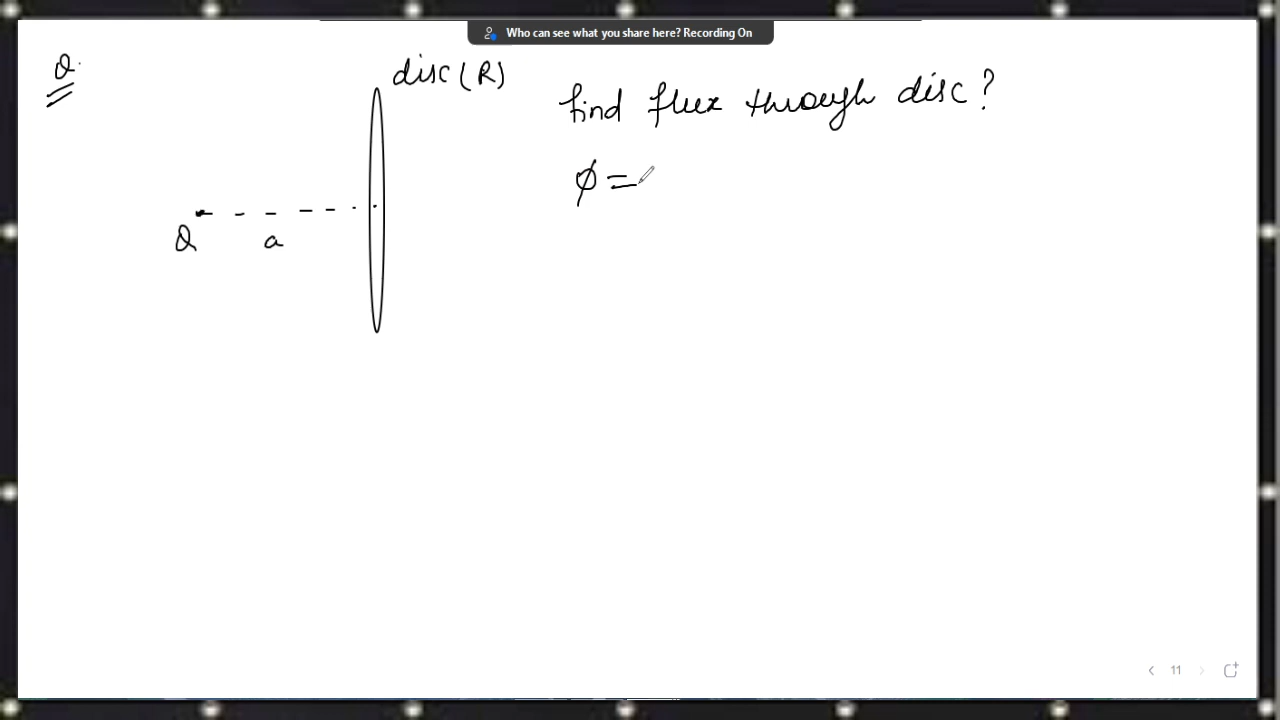 Who can see what you share here? Recording On
Q.
disc (R)
find flux through disc?
φ =
Q
a
11